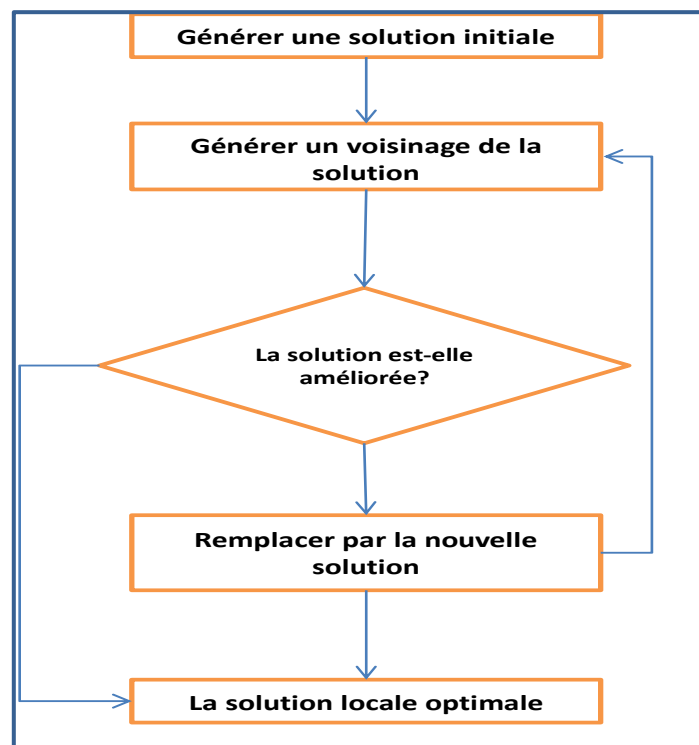 Générer une solution initiale
Générer un voisinage de la
solution
La solution est-elle
améliorée?
Remplacer par la nouvelle
solution
La solution locale optimale